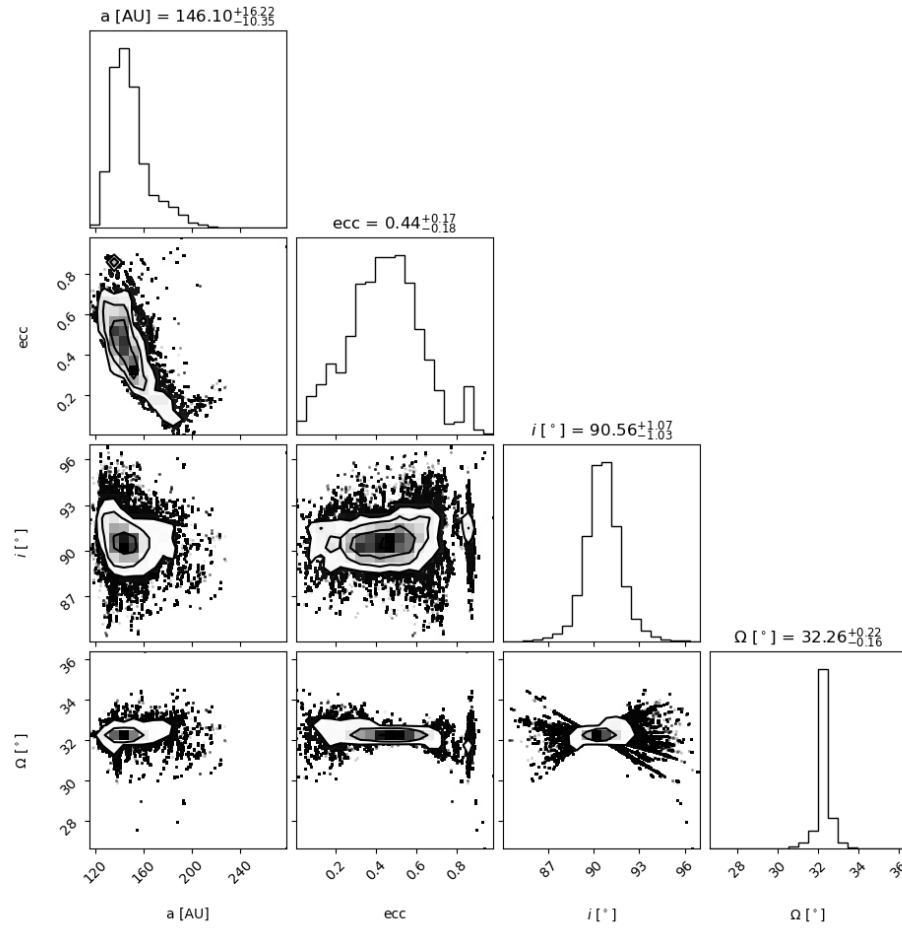 a [AU] = 146.10$^{+16.22}_{-10.35}$
ecc = 0.44$^{+0.17}_{-0.18}$
0.8
0.6
0.4
0.2
ecc
i [°] = 90.56$^{+1.07}_{-1.03}$
96
93
90
87
i [°]
Ω [°] = 32.26$^{+0.22}_{-0.16}$
36
34
32
30
28
Ω [°]
120 160 200 240 0.2 0.4 0.6 0.8 87 90 93 96 28 30 32 34 36
a [AU] ecc i [°] Ω [°]